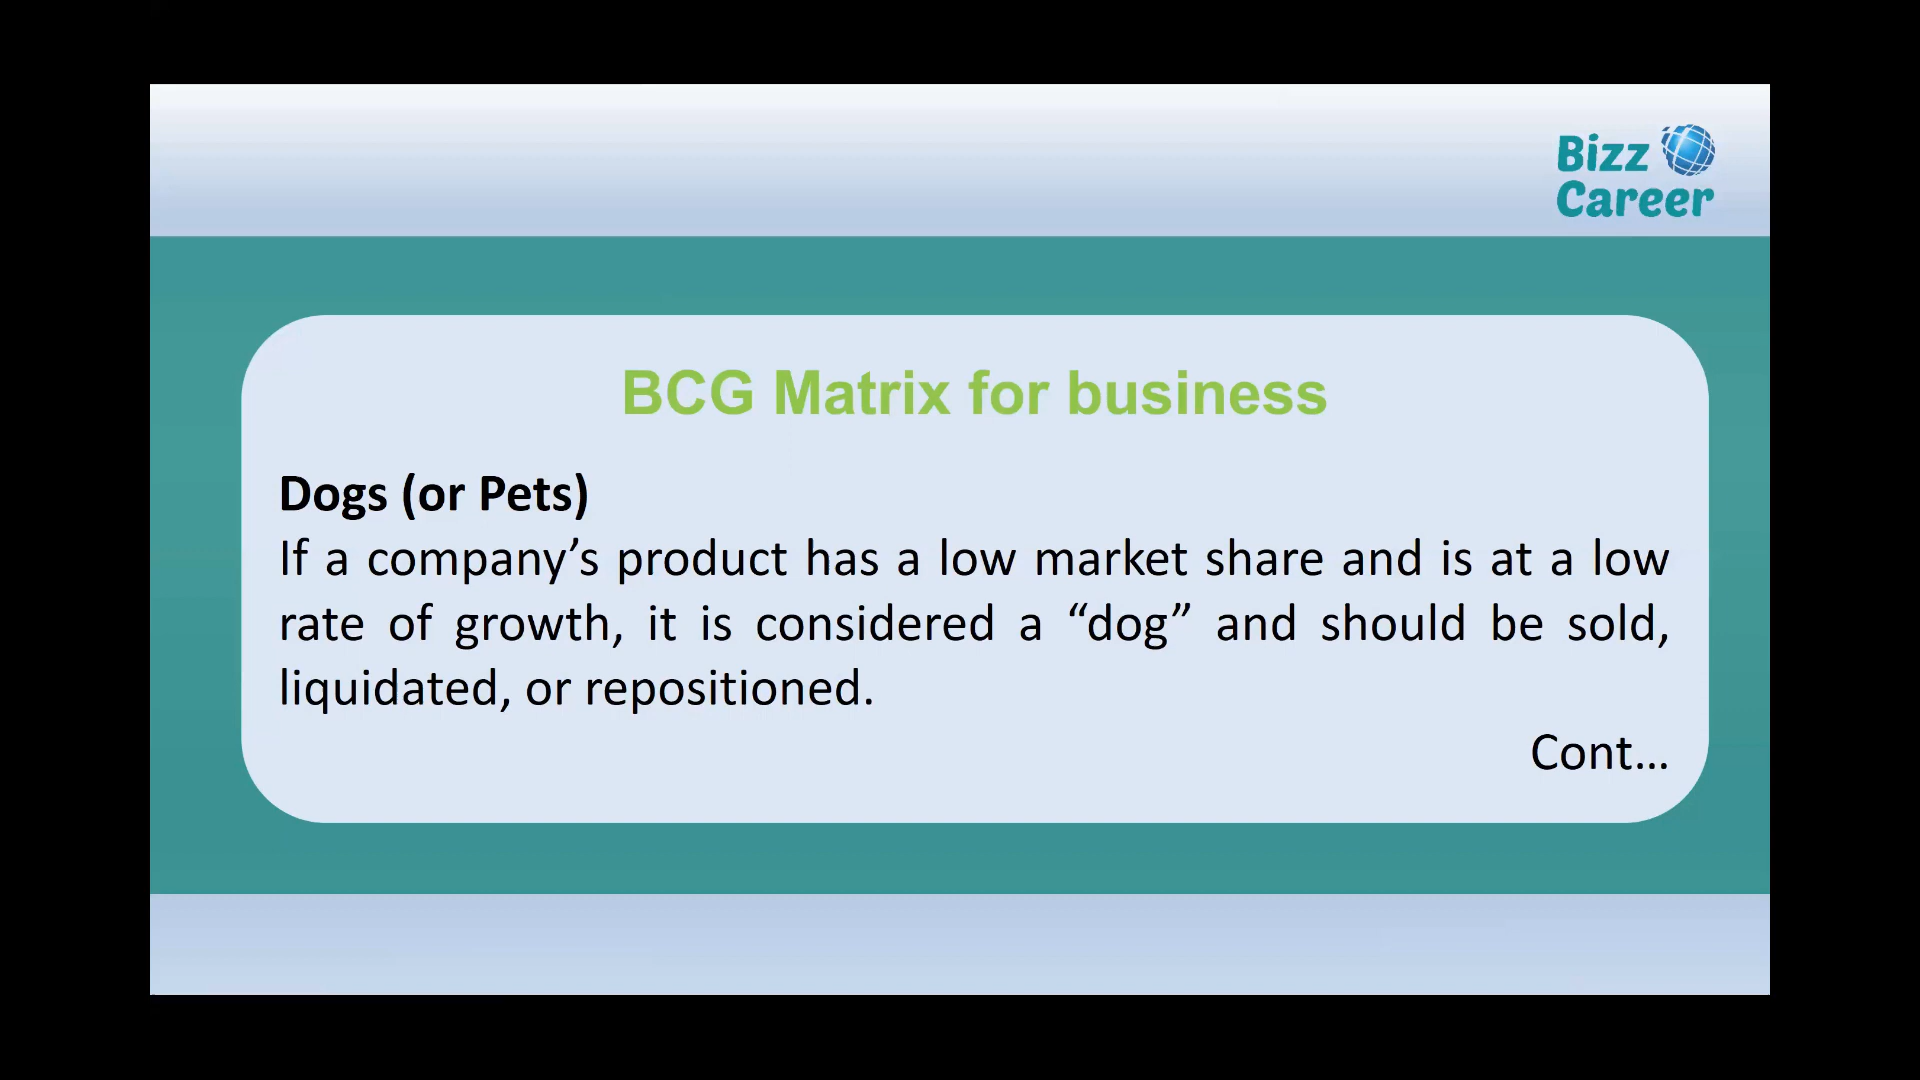 Bizz
Career
BCG Matrix for business
Dogs (or Pets)
If a company’s product has a low market share and is at a low
rate of growth, it is considered a “dog” and should be sold,
liquidated, or repositioned.
Cont...